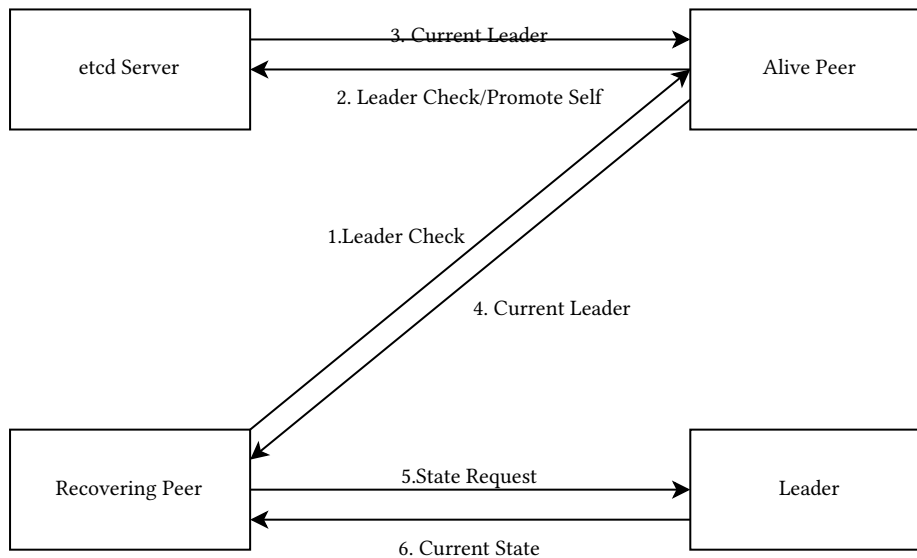 3. Current Leader
etcd Server
Alive Peer
2. Leader Check/Promote Self
1.Leader Check
4. Current Leader
5.State Request
Recovering Peer
Leader
6. Current State